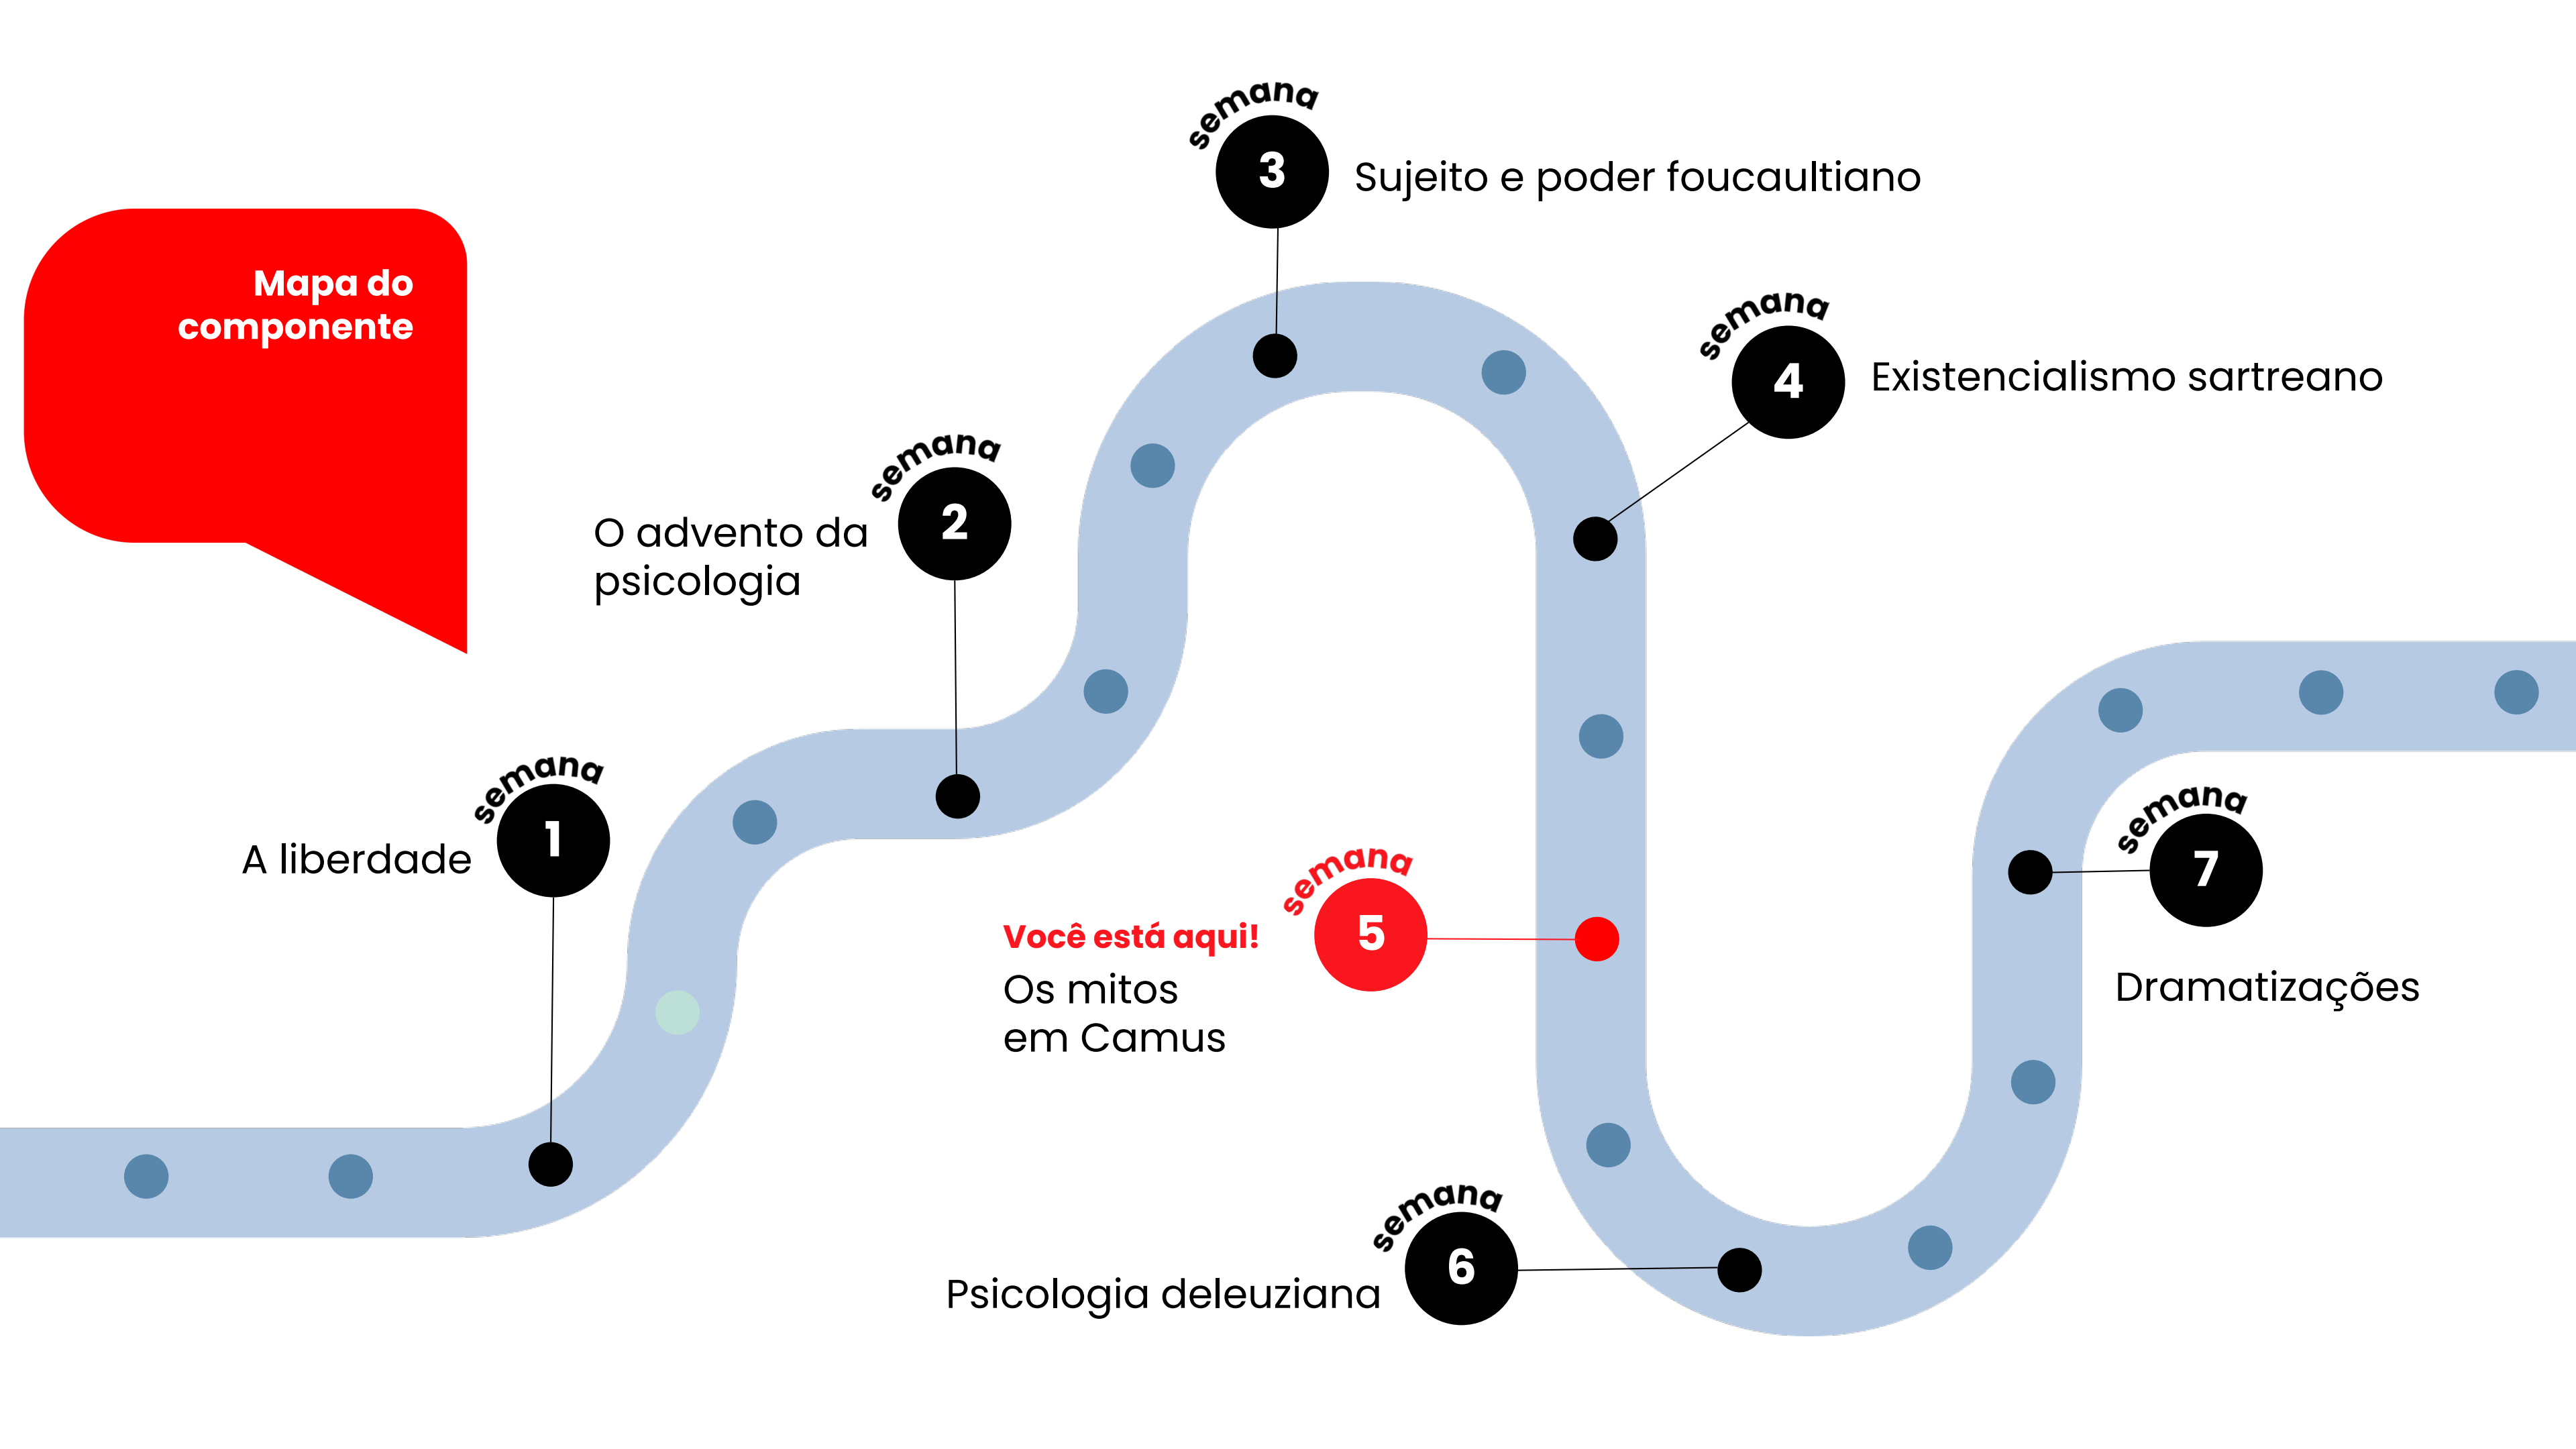 Mapa do
componente
semana
1
A liberdade
semana
2
O advento da
psicologia
semana
3
Sujeito e poder foucaultiano
semana
4
Existencialismo sartreano
semana
5
Você está aqui!
Os mitos
em Camus
semana
6
Psicologia deleuziana
semana
7
Dramatizações